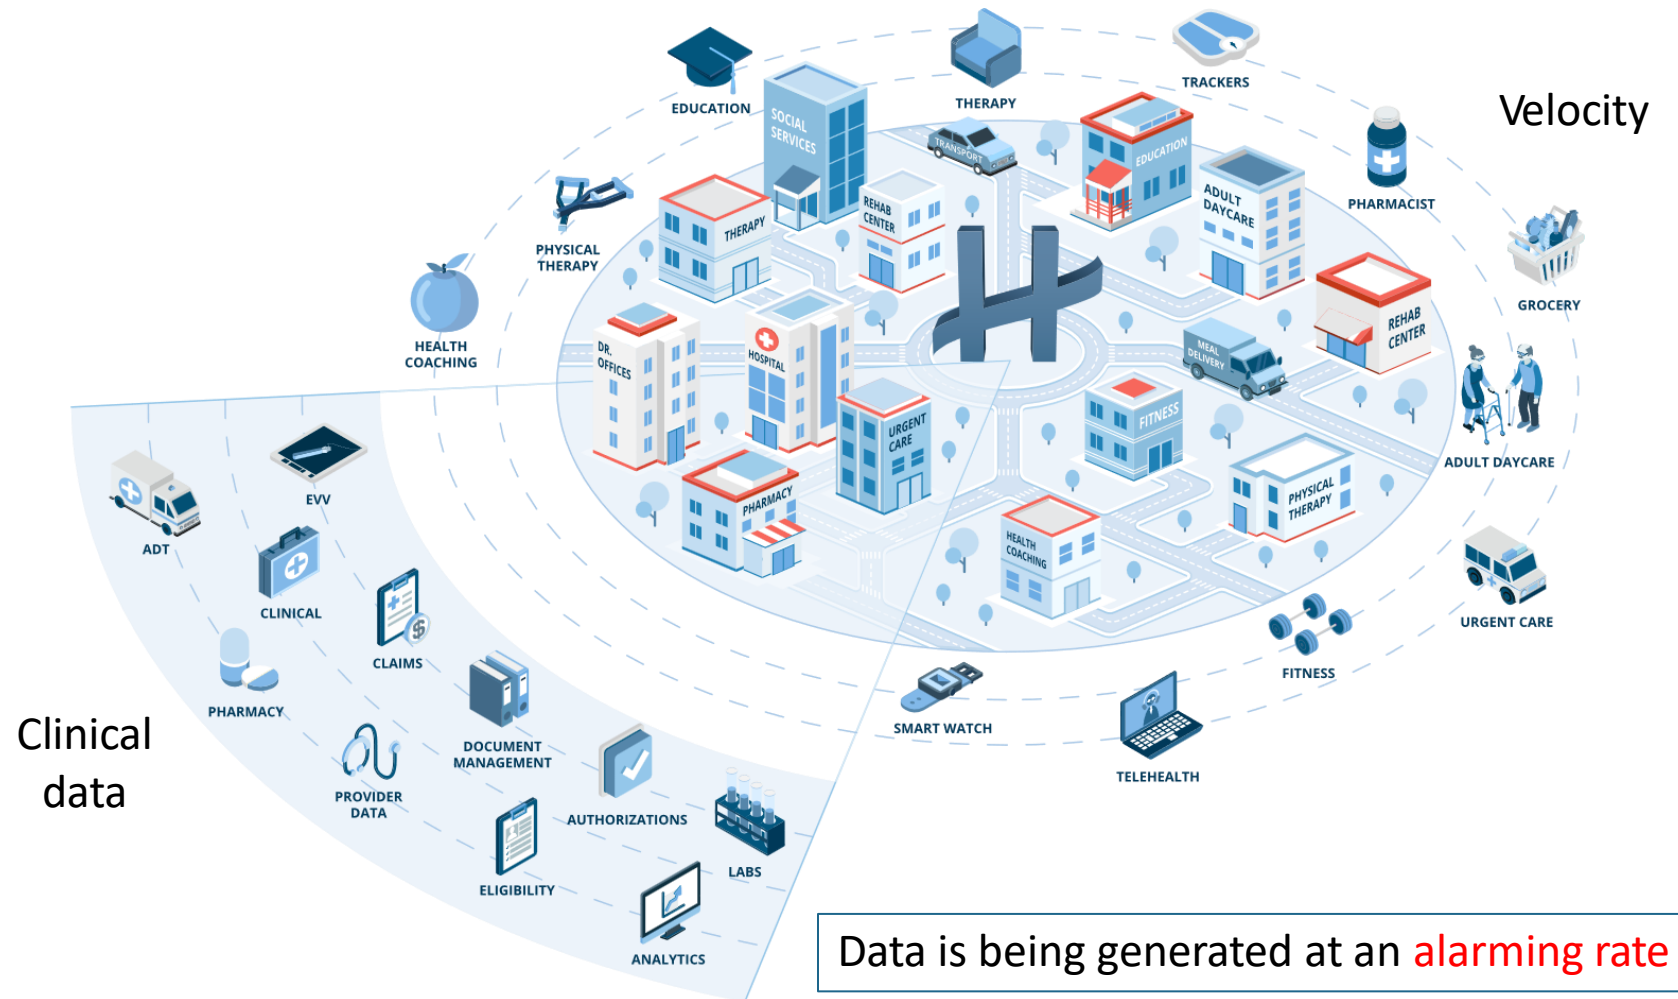 EDUCATION
THERAPY
TRACKERS
Velocity
PHARMACIST
GROCERY
ADULT DAYCARE
URGENT CARE
FITNESS
TELEHEALTH
SMART WATCH
PHYSICAL
THERAPY
HEALTH
COACHING
SOCIAL
SERVICES
TRANSPORT
EDUCATION
ADULT
DAYCARE
THERAPY
REHAB
CENTER
H
REHAB
CENTER
DR.
OFFICES
HOSPITAL
MEAL
DELIVERY
URGENT
CARE
FITNESS
PHARMACY
PHYSICAL
THERAPY
HEALTH
COACHING
EVV
ADT
CLINICAL
CLAIMS
$
PHARMACY
DOCUMENT
MANAGEMENT
PROVIDER
DATA
AUTHORIZATIONS
LABS
ELIGIBILITY
ANALYTICS
Clinical
data
Data is being generated at an alarming rate